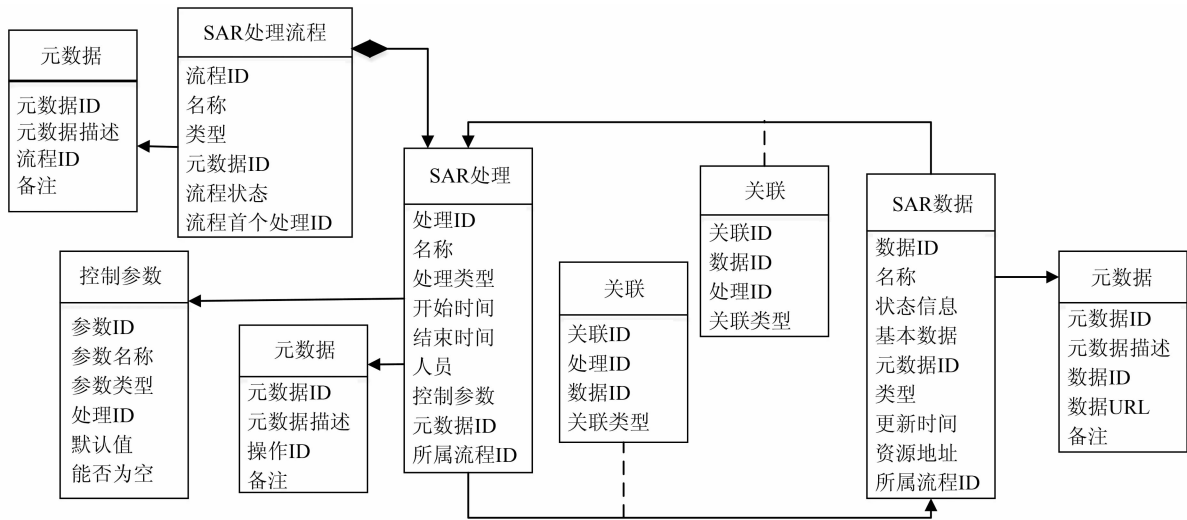 元数据
元数据ID
元数据描述
流程ID
备注
SAR处理流程
流程ID
名称
类型
元数据ID
流程状态
流程首个处理ID
控制参数
参数ID
参数名称
参数类型
处理ID
默认值
能否为空
元数据
元数据ID
元数据描述
操作ID
备注
SAR处理
处理ID
名称
处理类型
开始时间
结束时间
人员
控制参数
元数据ID
所属流程ID
关联
关联ID
处理ID
数据ID
关联类型
关联
关联ID
数据ID
处理ID
关联类型
SAR数据
数据ID
名称
状态信息
基本数据
元数据ID
类型
更新时间
资源地址
所属流程ID
元数据
元数据ID
元数据描述
数据ID
数据URL
备注